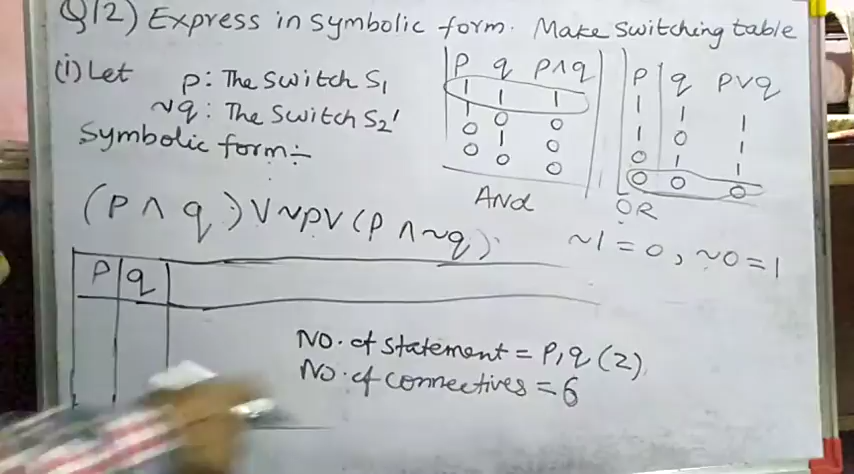 Q12) Express in symbolic form. Make switching table
(i) Let p: The switch S1
~q: The switch S2'
Symbolic form:-
p q p∧q
1 1 1
1 0 0
0 1 0
0 0 0
And
p q p∨q
1 1 1
1 0 1
0 1 1
0 0 0
OR
(p ∧ q) ∨ ~p ∨ (p ∧ ~q).
~1 = 0, ~0 = 1
p q
No. of statement = p, q (2).
No. of connectives = 6